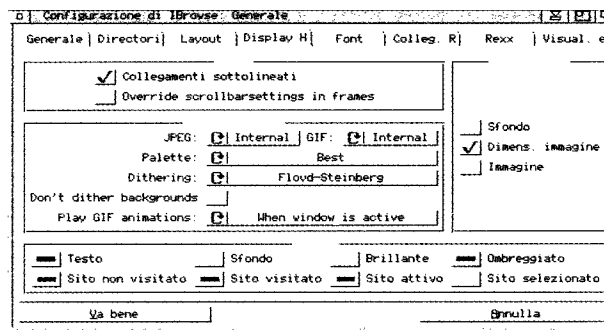 Configurazione di IBrowse: Generale
Generale Directori Layout Display H Font Colleg. R Rexx Visual. e
Collegamenti sottolineati
Override scrollbarsettings in frames
JPEG: Internal GIF: Internal
Palette: Best
Dithering: Floyd-Steinberg
Don't dither backgrounds
Play GIF animations: When window is active
Sfondo
Dimens. immagine
Immagine
Testo Sfondo Brillante Ombreggiato
Sito non visitato Sito visitato Sito attivo Sito selezionato
Va bene Annulla